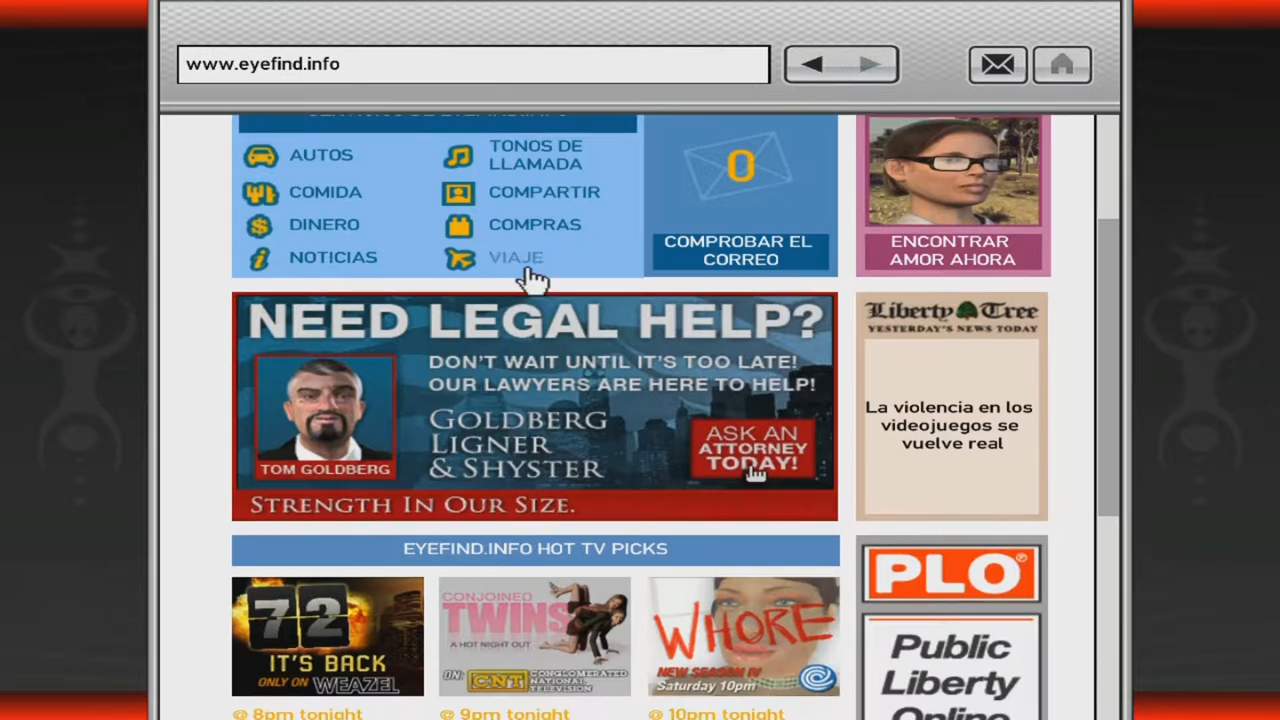 www.eyefind.info
AUTOS
TONOS DE
LLAMADA
COMIDA
COMPARTIR
DINERO
COMPRAS
NOTICIAS
VIAJE
0
COMPROBAR EL
CORREO
ENCONTRAR
AMOR AHORA
NEED LEGAL HELP?
DON'T WAIT UNTIL IT'S TOO LATE!
OUR LAWYERS ARE HERE TO HELP!
GOLDBERG
LIGNER
& SHYSTER
ASK AN
ATTORNEY
TODAY!
TOM GOLDBERG
STRENGTH IN OUR SIZE.
Liberty Tree
YESTERDAY'S NEWS TODAY
La violencia en los
videojuegos se
vuelve real
EYEFIND.INFO HOT TV PICKS
72
IT'S BACK
ONLY ON WEAZEL
@ 8pm tonight
CONJOINED
TWINS
A HOT NIGHT OUT
ON: CNT CONGLOMERATED
NATIONAL
TELEVISION
@ 9pm tonight
WHORE
NEW SEASON IV
Saturday 10pm
@ 10pm tonight
PLO®
Public
Liberty
Online